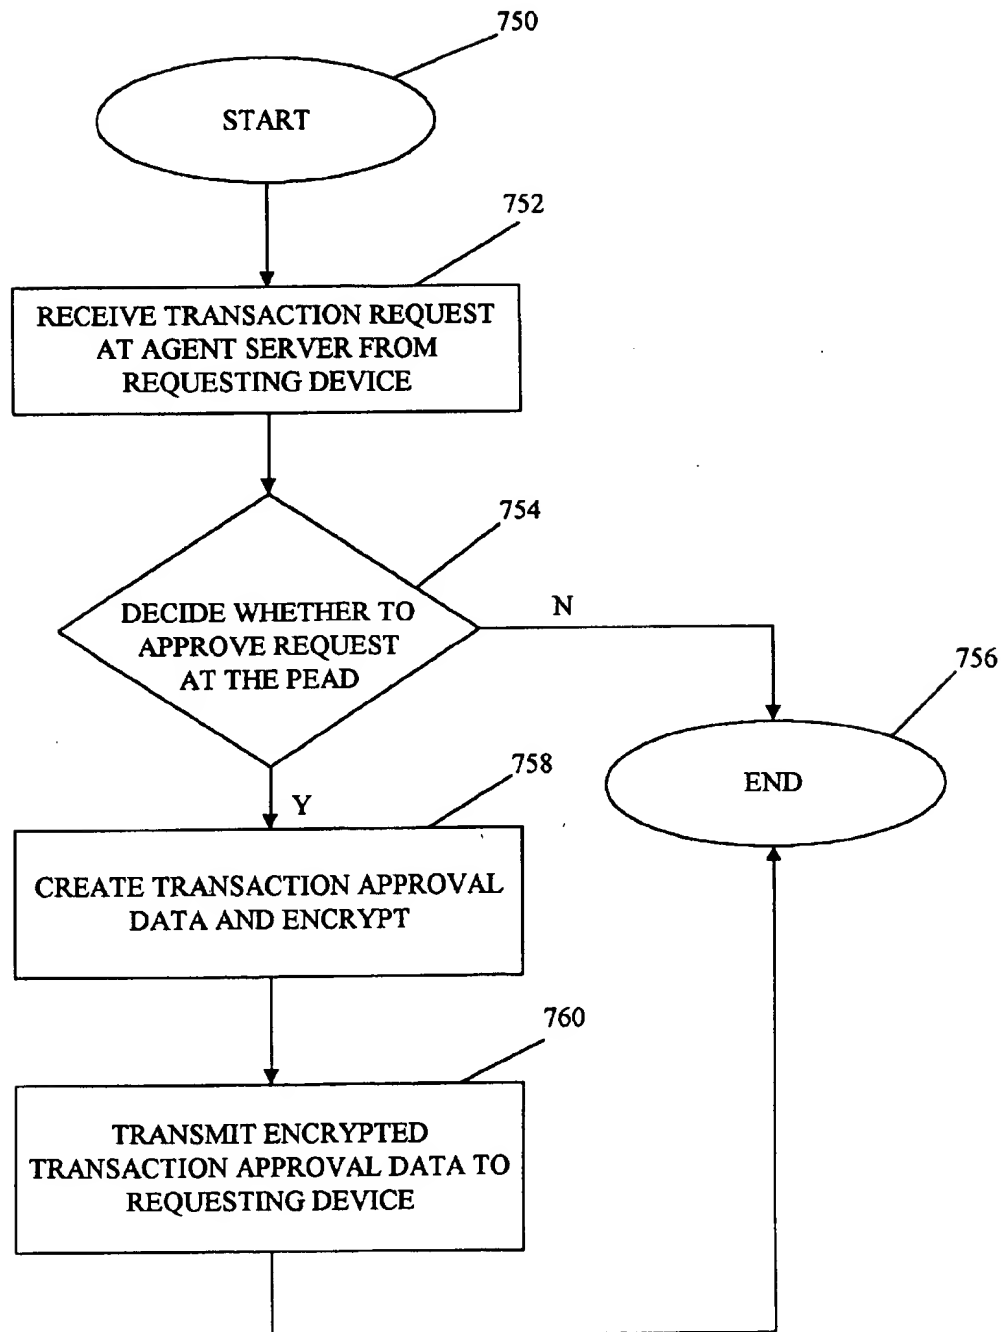 750
START
752
RECEIVE TRANSACTION REQUEST
AT AGENT SERVER FROM
REQUESTING DEVICE
754
DECIDE WHETHER TO
APPROVE REQUEST
AT THE PEAD
N
756
END
Y
758
CREATE TRANSACTION APPROVAL
DATA AND ENCRYPT
760
TRANSMIT ENCRYPTED
TRANSACTION APPROVAL DATA TO
REQUESTING DEVICE